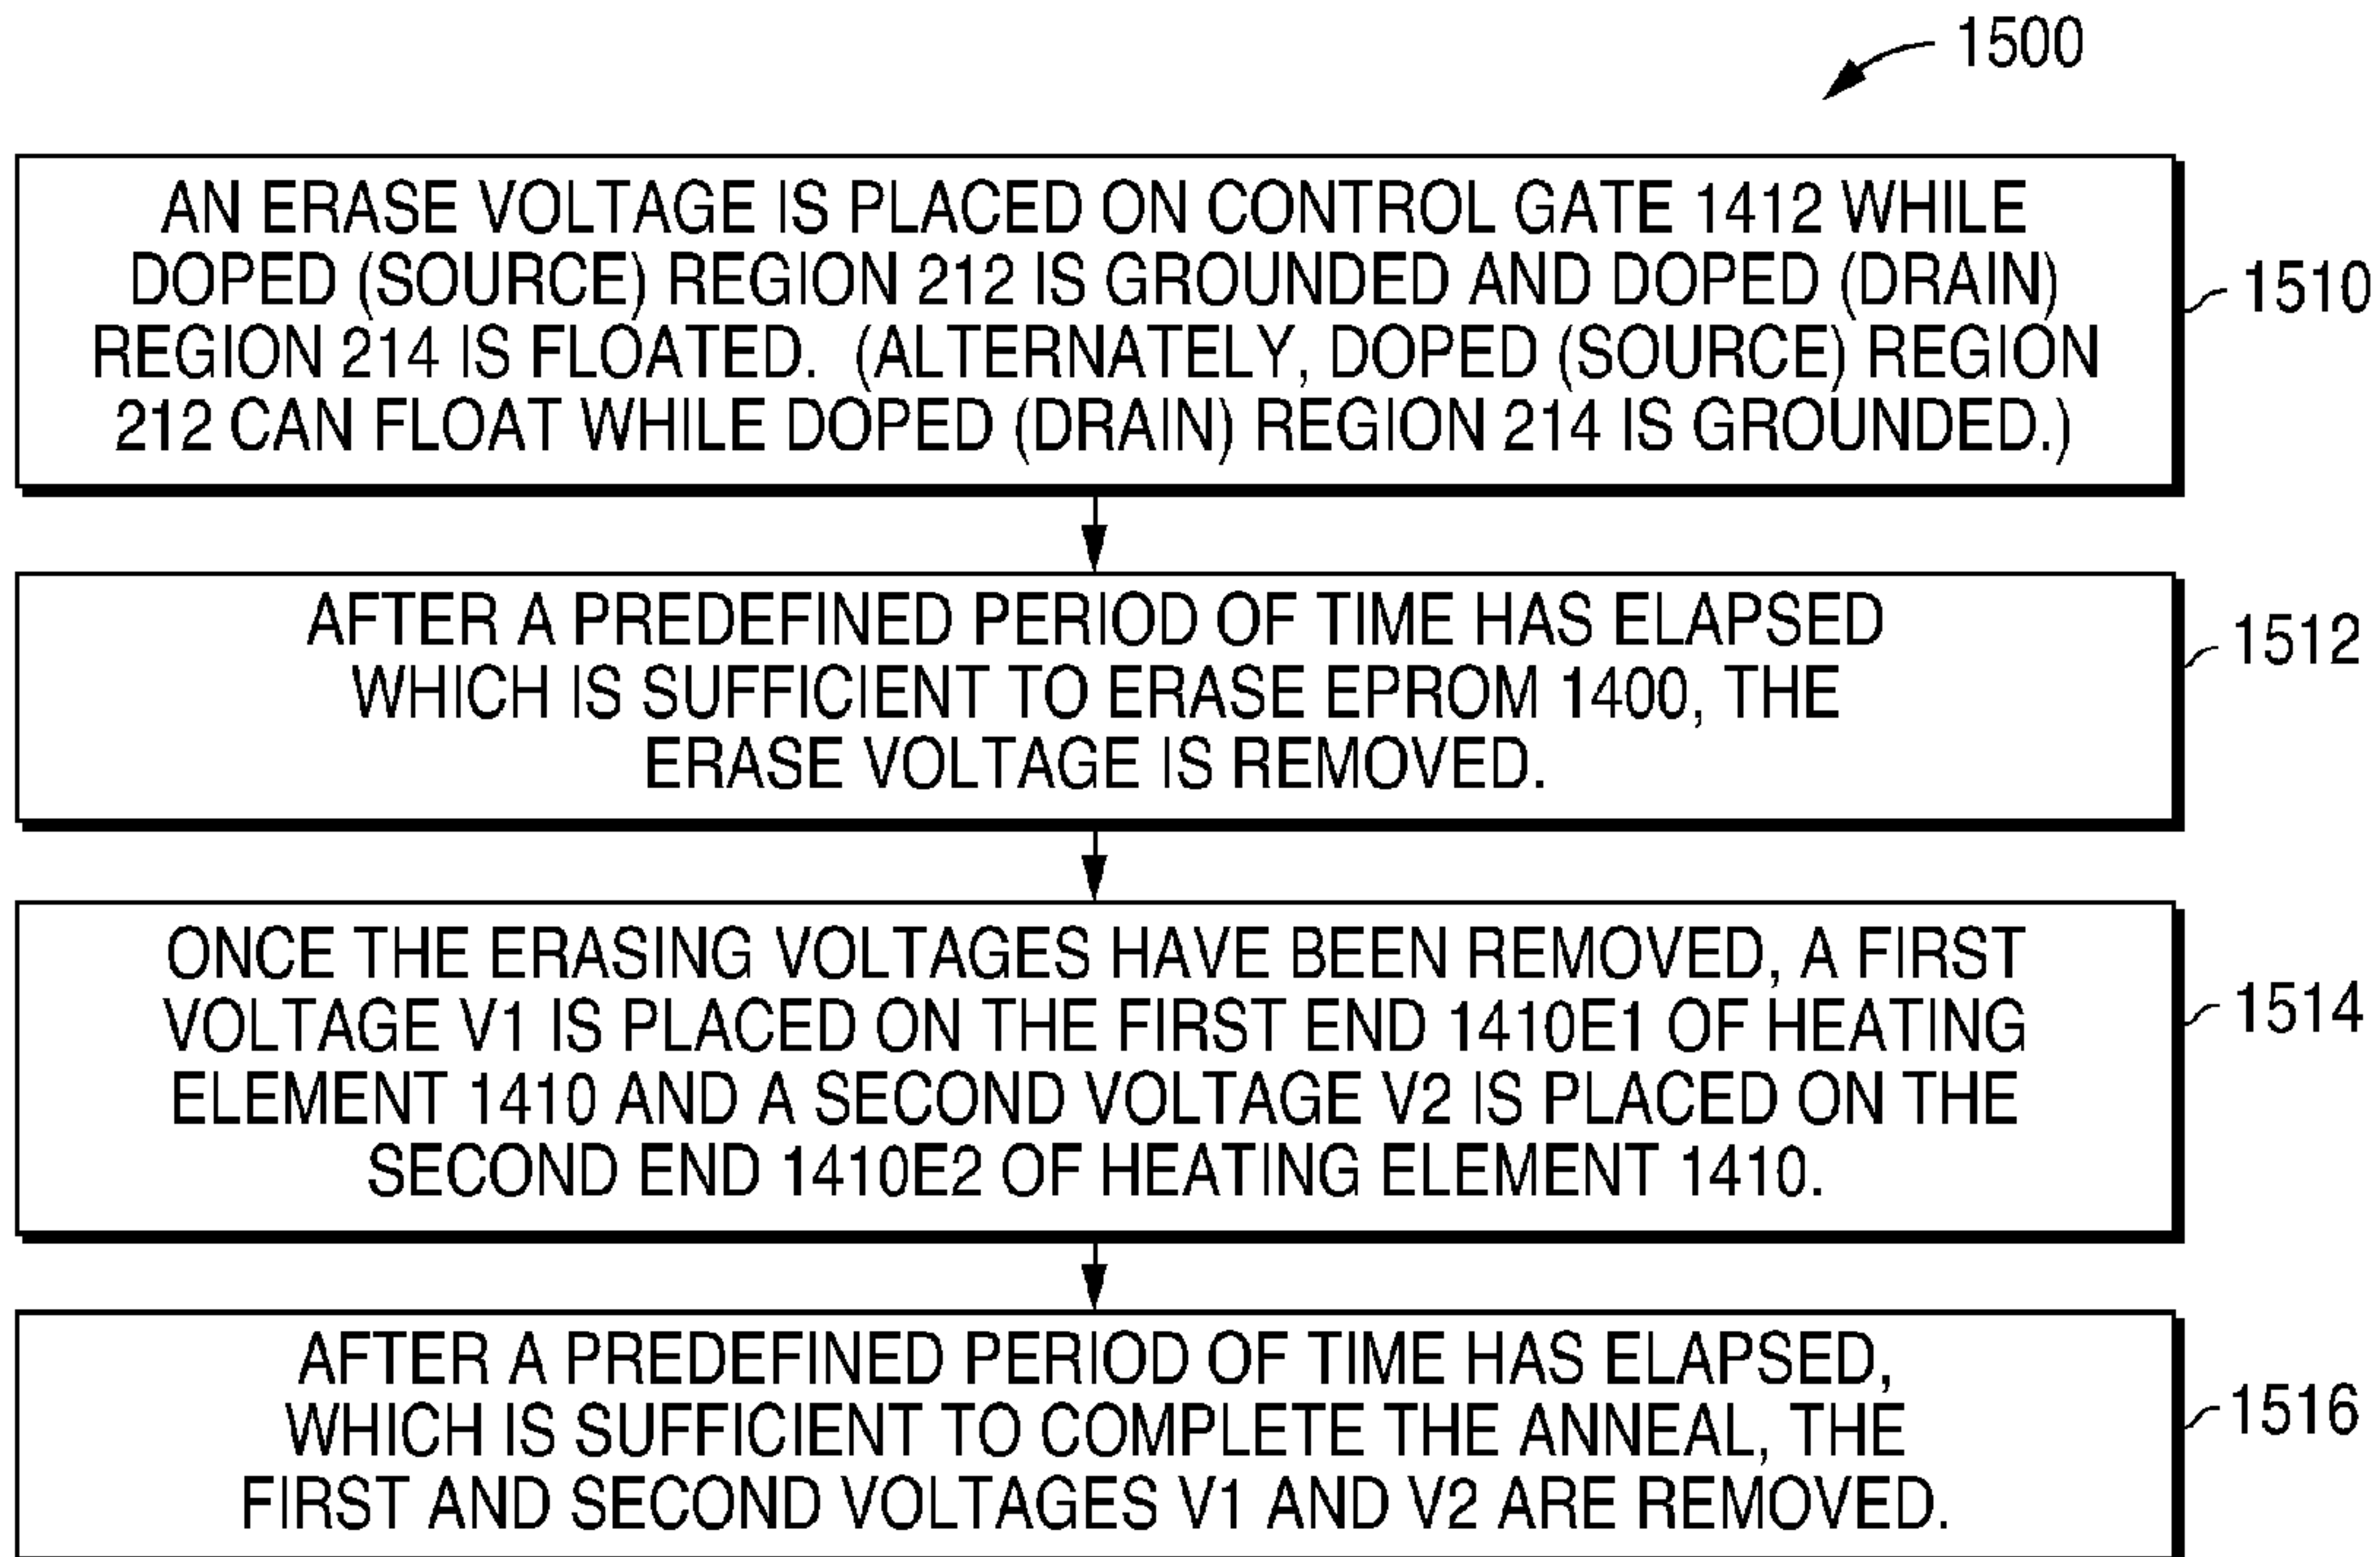 1500
AN ERASE VOLTAGE IS PLACED ON CONTROL GATE 1412 WHILE
DOPED (SOURCE) REGION 212 IS GROUNDED AND DOPED (DRAIN)
REGION 214 IS FLOATED. (ALTERNATELY, DOPED (SOURCE) REGION
212 CAN FLOAT WHILE DOPED (DRAIN) REGION 214 IS GROUNDED.)
1510
AFTER A PREDEFINED PERIOD OF TIME HAS ELAPSED
WHICH IS SUFFICIENT TO ERASE EPROM 1400, THE
ERASE VOLTAGE IS REMOVED.
1512
ONCE THE ERASING VOLTAGES HAVE BEEN REMOVED, A FIRST
VOLTAGE V1 IS PLACED ON THE FIRST END 1410E1 OF HEATING
ELEMENT 1410 AND A SECOND VOLTAGE V2 IS PLACED ON THE
SECOND END 1410E2 OF HEATING ELEMENT 1410.
1514
AFTER A PREDEFINED PERIOD OF TIME HAS ELAPSED,
WHICH IS SUFFICIENT TO COMPLETE THE ANNEAL, THE
FIRST AND SECOND VOLTAGES V1 AND V2 ARE REMOVED.
1516